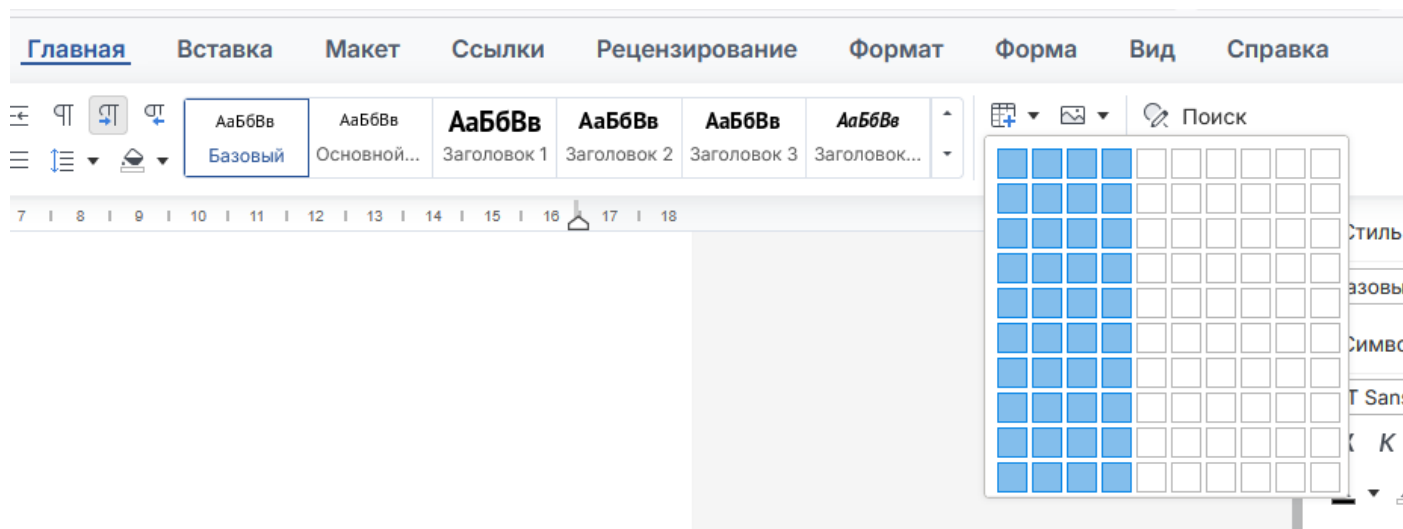 Главная Вставка Макет Ссылки Рецензирование Формат Форма Вид Справка
АаБбВв АаБбВв АаБбВв АаБбВв АаБбВв АаБбВв Поиск
Базовый Основной... Заголовок 1 Заголовок 2 Заголовок 3 Заголовок...
7 8 9 10 11 12 13 14 15 16 17 18
Стиль
азовы
Симво
T Sans
К